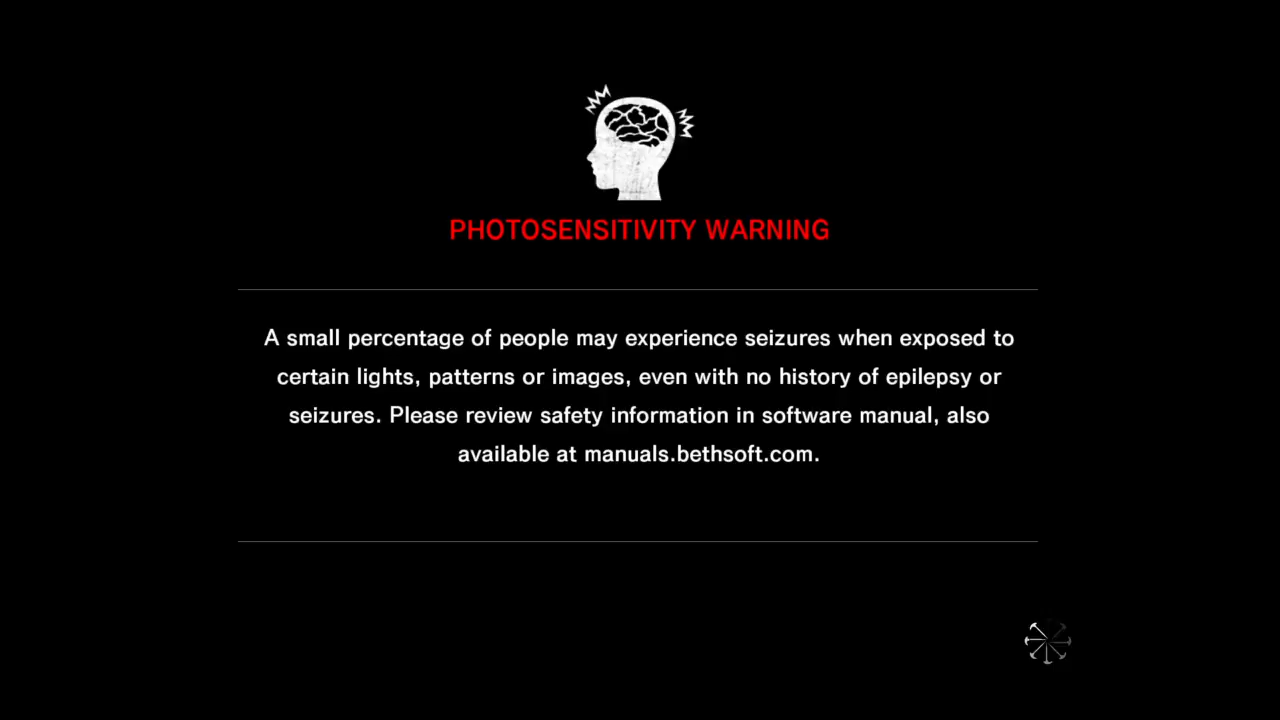 PHOTOSENSITIVITY WARNING
A small percentage of people may experience seizures when exposed to
certain lights, patterns or images, even with no history of epilepsy or
seizures. Please review safety information in software manual, also
available at manuals.bethsoft.com.